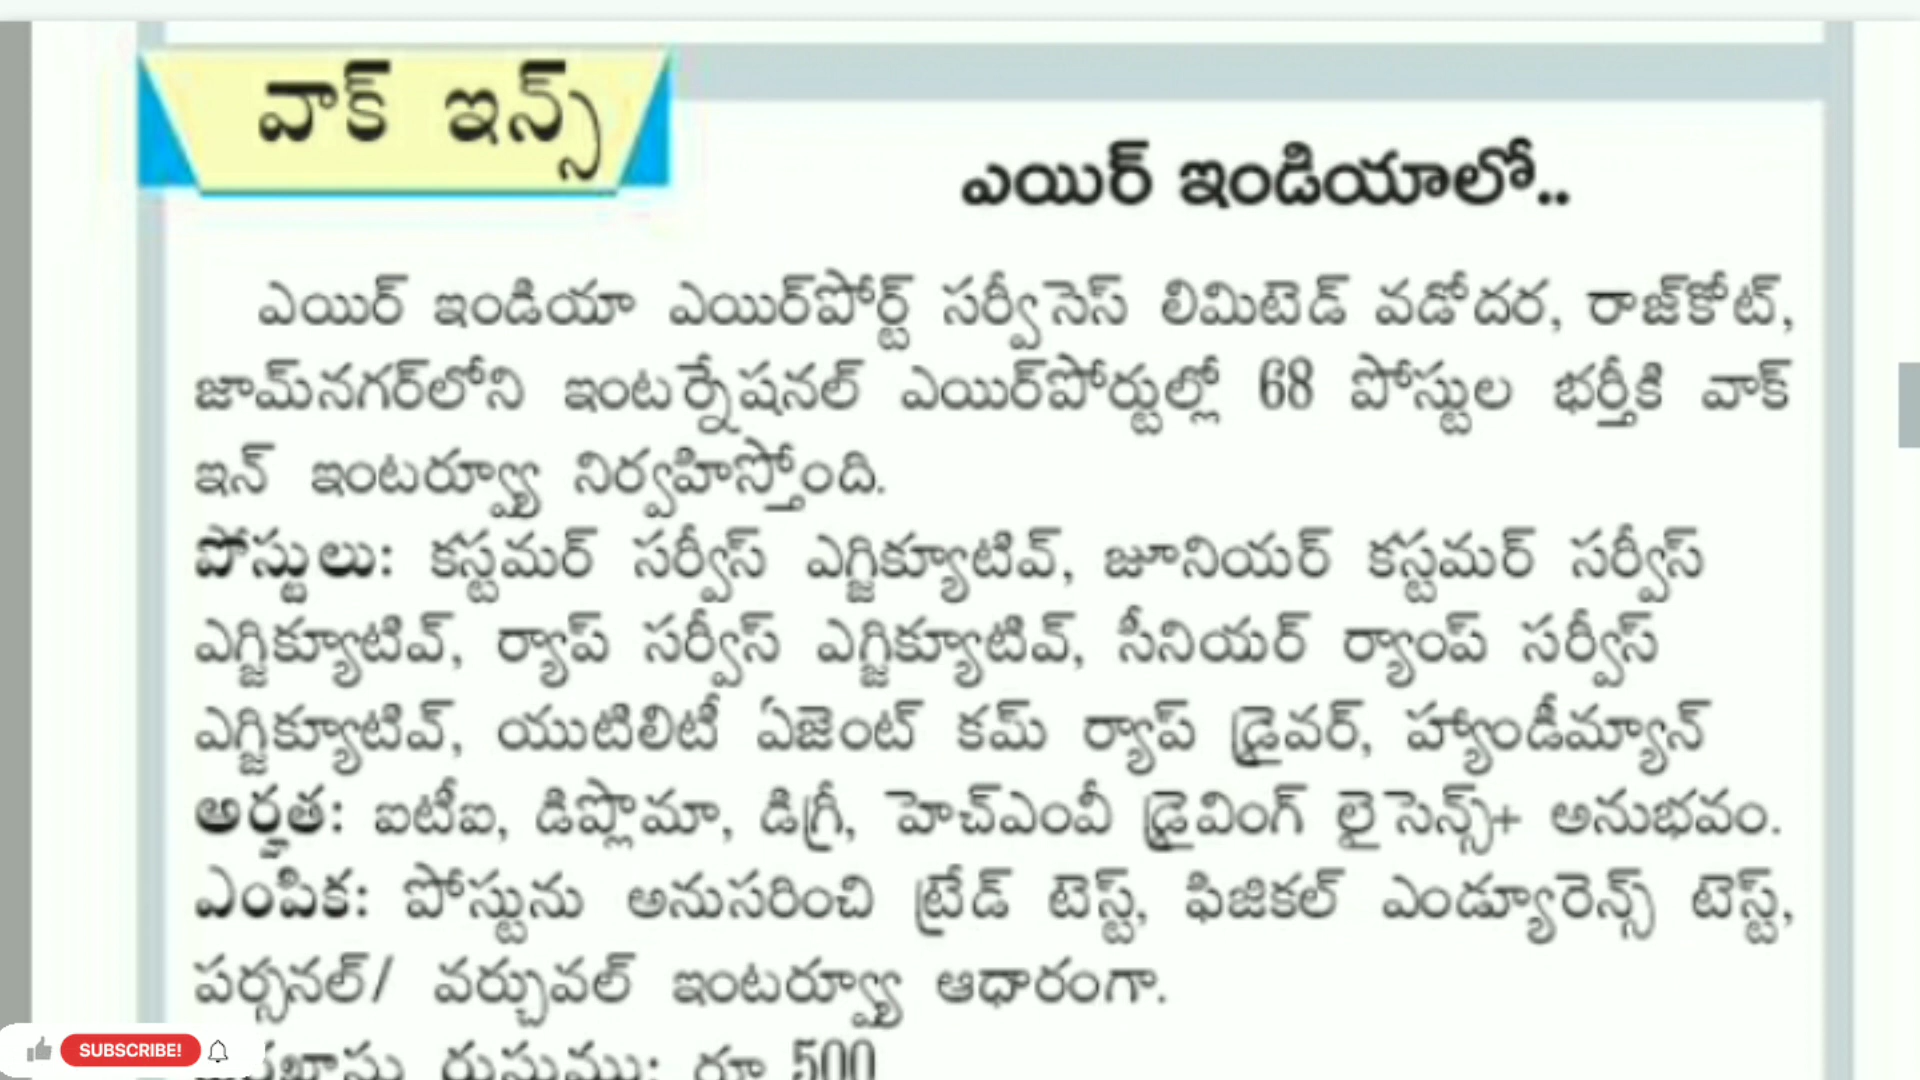 వాక్ ఇన్స్
ఎయిర్ ఇండియాలో..
ఎయిర్ ఇండియా ఎయిర్‌పోర్ట్ సర్వీసెస్ లిమిటెడ్ వడోదర, రాజ్‌కోట్,
జామ్‌నగర్‌లోని ఇంటర్నేషనల్ ఎయిర్‌పోర్టుల్లో 68 పోస్టుల భర్తీకి వాక్
ఇన్ ఇంటర్వ్యూ నిర్వహిస్తోంది.
పోస్టులు: కస్టమర్ సర్వీస్ ఎగ్జిక్యూటివ్, జూనియర్ కస్టమర్ సర్వీస్
ఎగ్జిక్యూటివ్, ర్యాప్ సర్వీస్ ఎగ్జిక్యూటివ్, సీనియర్ ర్యాంప్ సర్వీస్
ఎగ్జిక్యూటివ్, యుటిలిటీ ఏజెంట్ కమ్ ర్యాప్ డ్రైవర్, హ్యాండీమ్యాన్
అర్హత: ఐటీఐ, డిప్లొమా, డిగ్రీ, హెచ్ఎంవీ డ్రైవింగ్ లైసెన్స్+ అనుభవం.
ఎంపిక: పోస్టును అనుసరించి ట్రేడ్ టెస్ట్, ఫిజికల్ ఎండ్యూరెన్స్ టెస్ట్,
పర్సనల్/ వర్చువల్ ఇంటర్వ్యూ ఆధారంగా.
రుసుము: రూ 500
SUBSCRIBE!